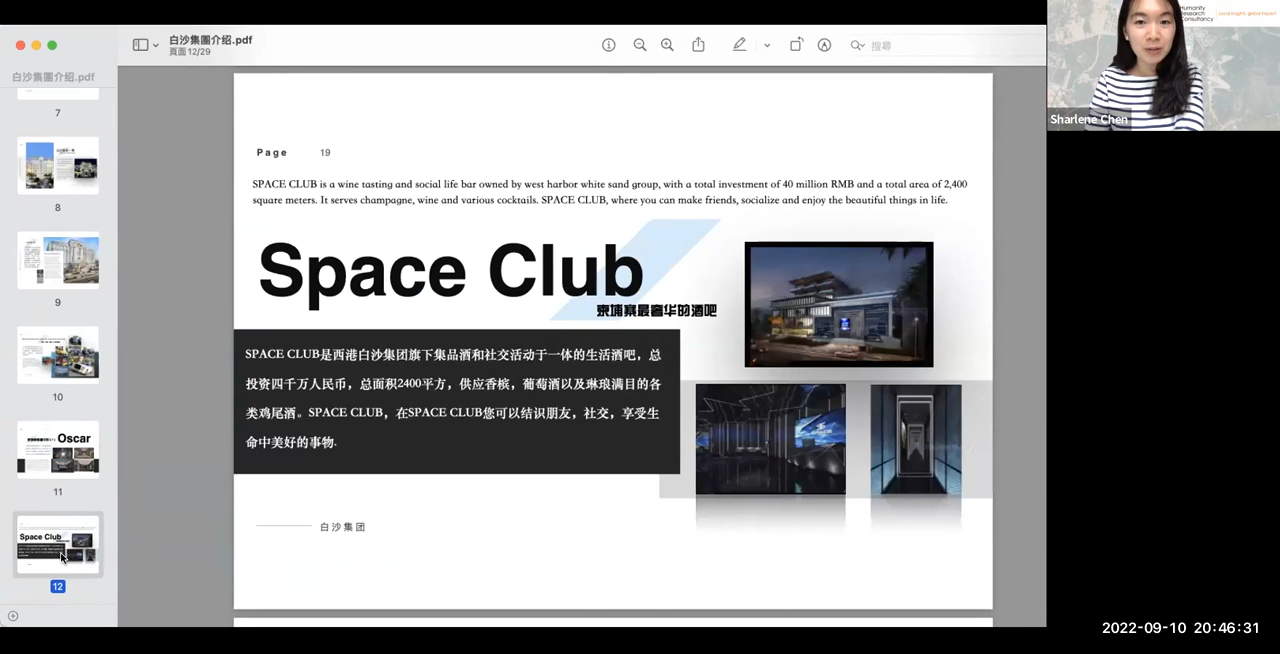 白沙集團介绍.pdf
頁面 12/29
搜尋
白沙集團介绍.pdf
7
8
9
10
Oscar
11
Space Club
12
Page 19
SPACE CLUB is a wine tasting and social life bar owned by west harbor white sand group, with a total investment of 40 million RMB and a total area of 2,400
square meters. It serves champagne, wine and various cocktails. SPACE CLUB, where you can make friends, socialize and enjoy the beautiful things in life.
Space Club
柬埔寨最奢华的酒吧
SPACE CLUB是西港白沙集团旗下集品酒和社交活动于一体的生活酒吧，总
投资四千万人民币，总面积2400平方，供应香槟，葡萄酒以及琳琅满目的各
类鸡尾酒。SPACE CLUB，在SPACE CLUB您可以结识朋友，社交，享受生
命中美好的事物.
白沙集团
Humanity
Research
Consultancy
Local insight, global impact
Sharlene Chen
2022-09-10 20:46:31